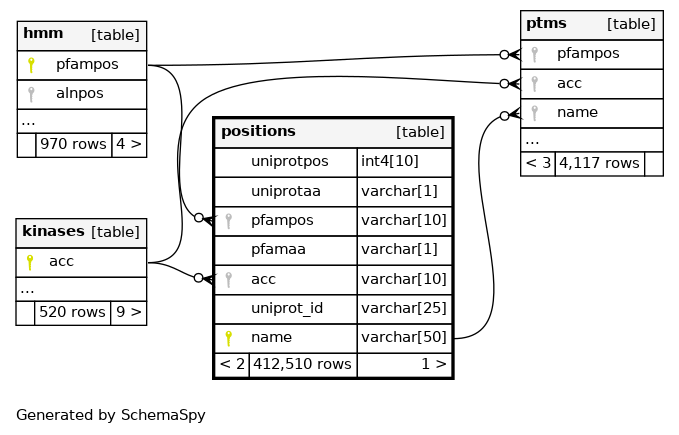 hmm [table]
pfampos
alnpos
...
970 rows 4 >
kinases [table]
acc
...
520 rows 9 >
positions [table]
uniprotpos int4[10]
uniprotaa varchar[1]
pfampos varchar[10]
pfamaa varchar[1]
acc varchar[10]
uniprot_id varchar[25]
name varchar[50]
< 2 412,510 rows 1 >
ptms [table]
pfampos
acc
name
...
< 3 4,117 rows
Generated by SchemaSpy